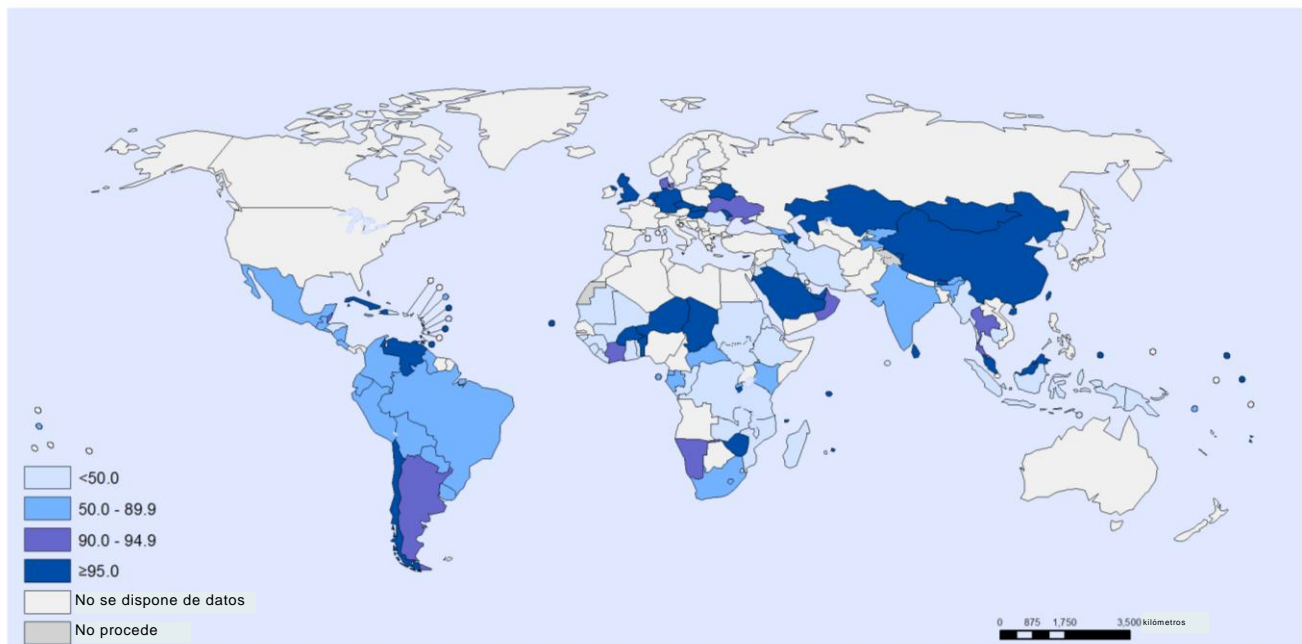 <50.0
50.0 - 89.9
90.0 - 94.9
≥95.0
No se dispone de datos
No procede
0 875 1,750 3,500 kilómetros